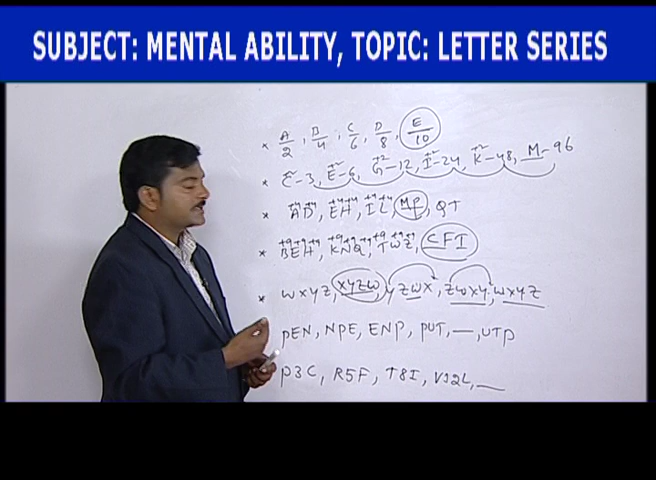 SUBJECT: MENTAL ABILITY, TOPIC: LETTER SERIES
* A/2, B/4, C/6, D/8, E/10
* C-3, E-6, G-12, I-24, K-48, M-96
* AD, EH, IL, MP, QT
* BEH, KNQ, TWZ, CFI
* WXYZ, XYZW, YZWX, ZWXY, WXYZ
PEN, NPE, ENP, PUT, __, UTP
P3C, R5F, T8I, V12L, __